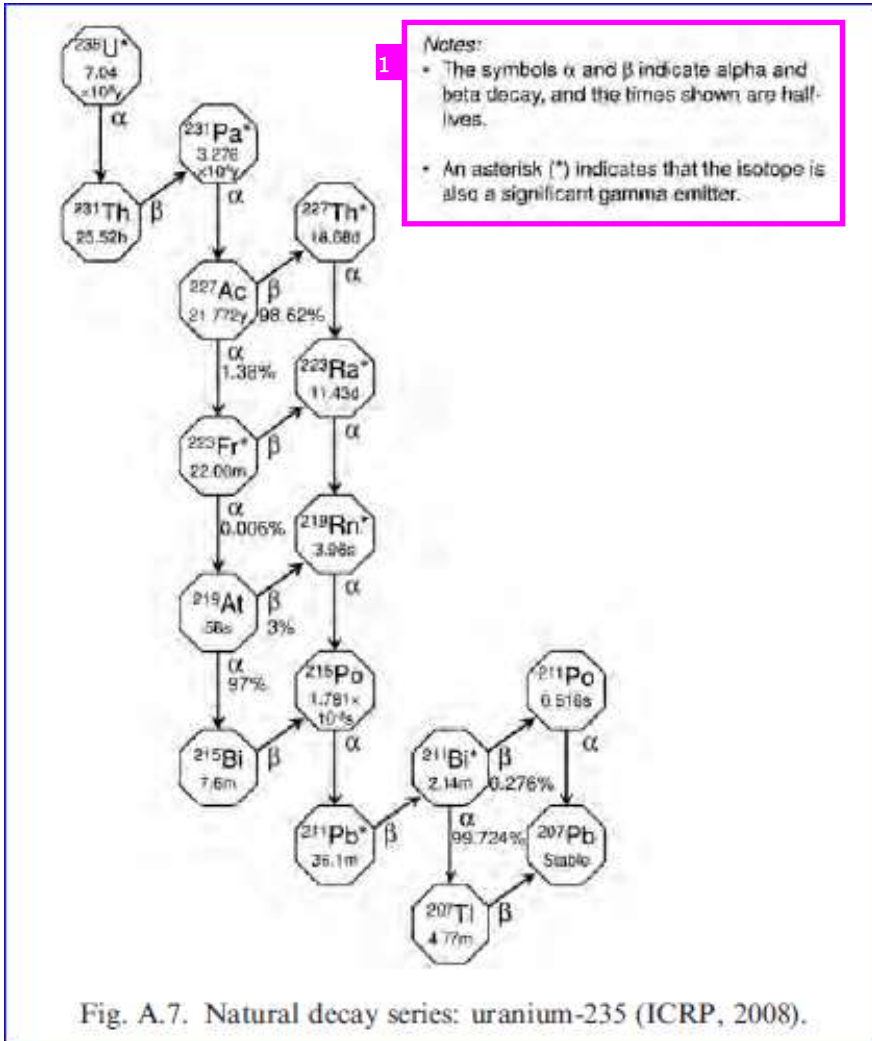 235U*
7.04
×10⁸y
α
231Th
25.52h
β
231Pa*
3.276
×10⁴y
α
227Ac
21.772y
β
98.62%
α
1.38%
227Th*
18.68d
α
223Fr*
22.00m
β
α
0.006%
223Ra*
11.43d
α
219At
56s
β
3%
α
97%
219Rn*
3.96s
α
215Bi
7.6m
β
215Po
1.781×
α
211Pb*
36.1m
β
211Bi*
2.14m
β
0.276%
α
99.724%
211Po
0.516s
α
207Tl
4.77m
β
207Pb
Stable
1
Notes:
• The symbols α and β indicate alpha and
beta decay, and the times shown are half-
lives.
• An asterisk (*) indicates that the isotope is
also a significant gamma emitter.
Fig. A.7. Natural decay series: uranium-235 (ICRP, 2008).